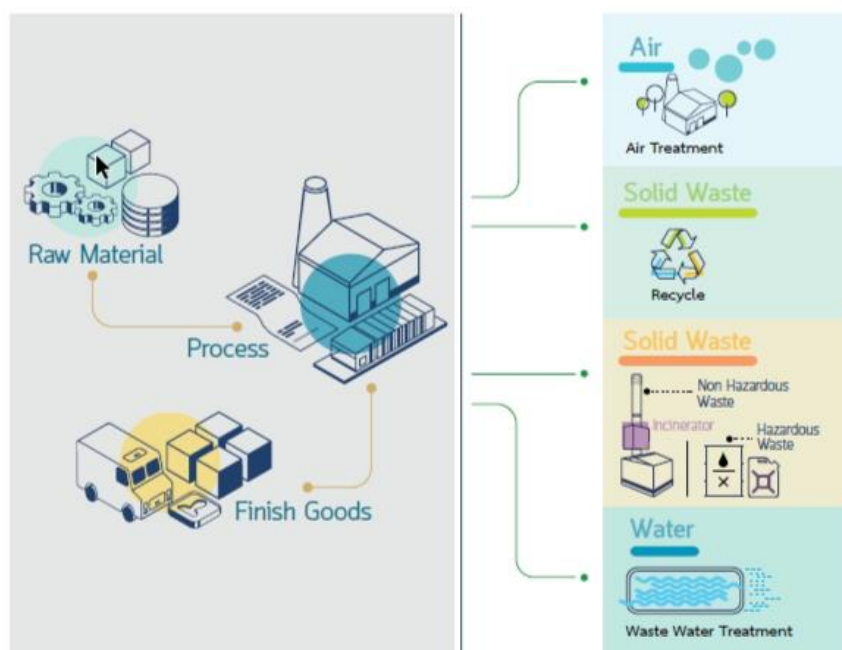 Raw Material
Process
Finish Goods
Air
Air Treatment
Solid Waste
Recycle
Solid Waste
Non Hazardous
Waste
Incinerator
Hazardous
Waste
Water
Waste Water Treatment